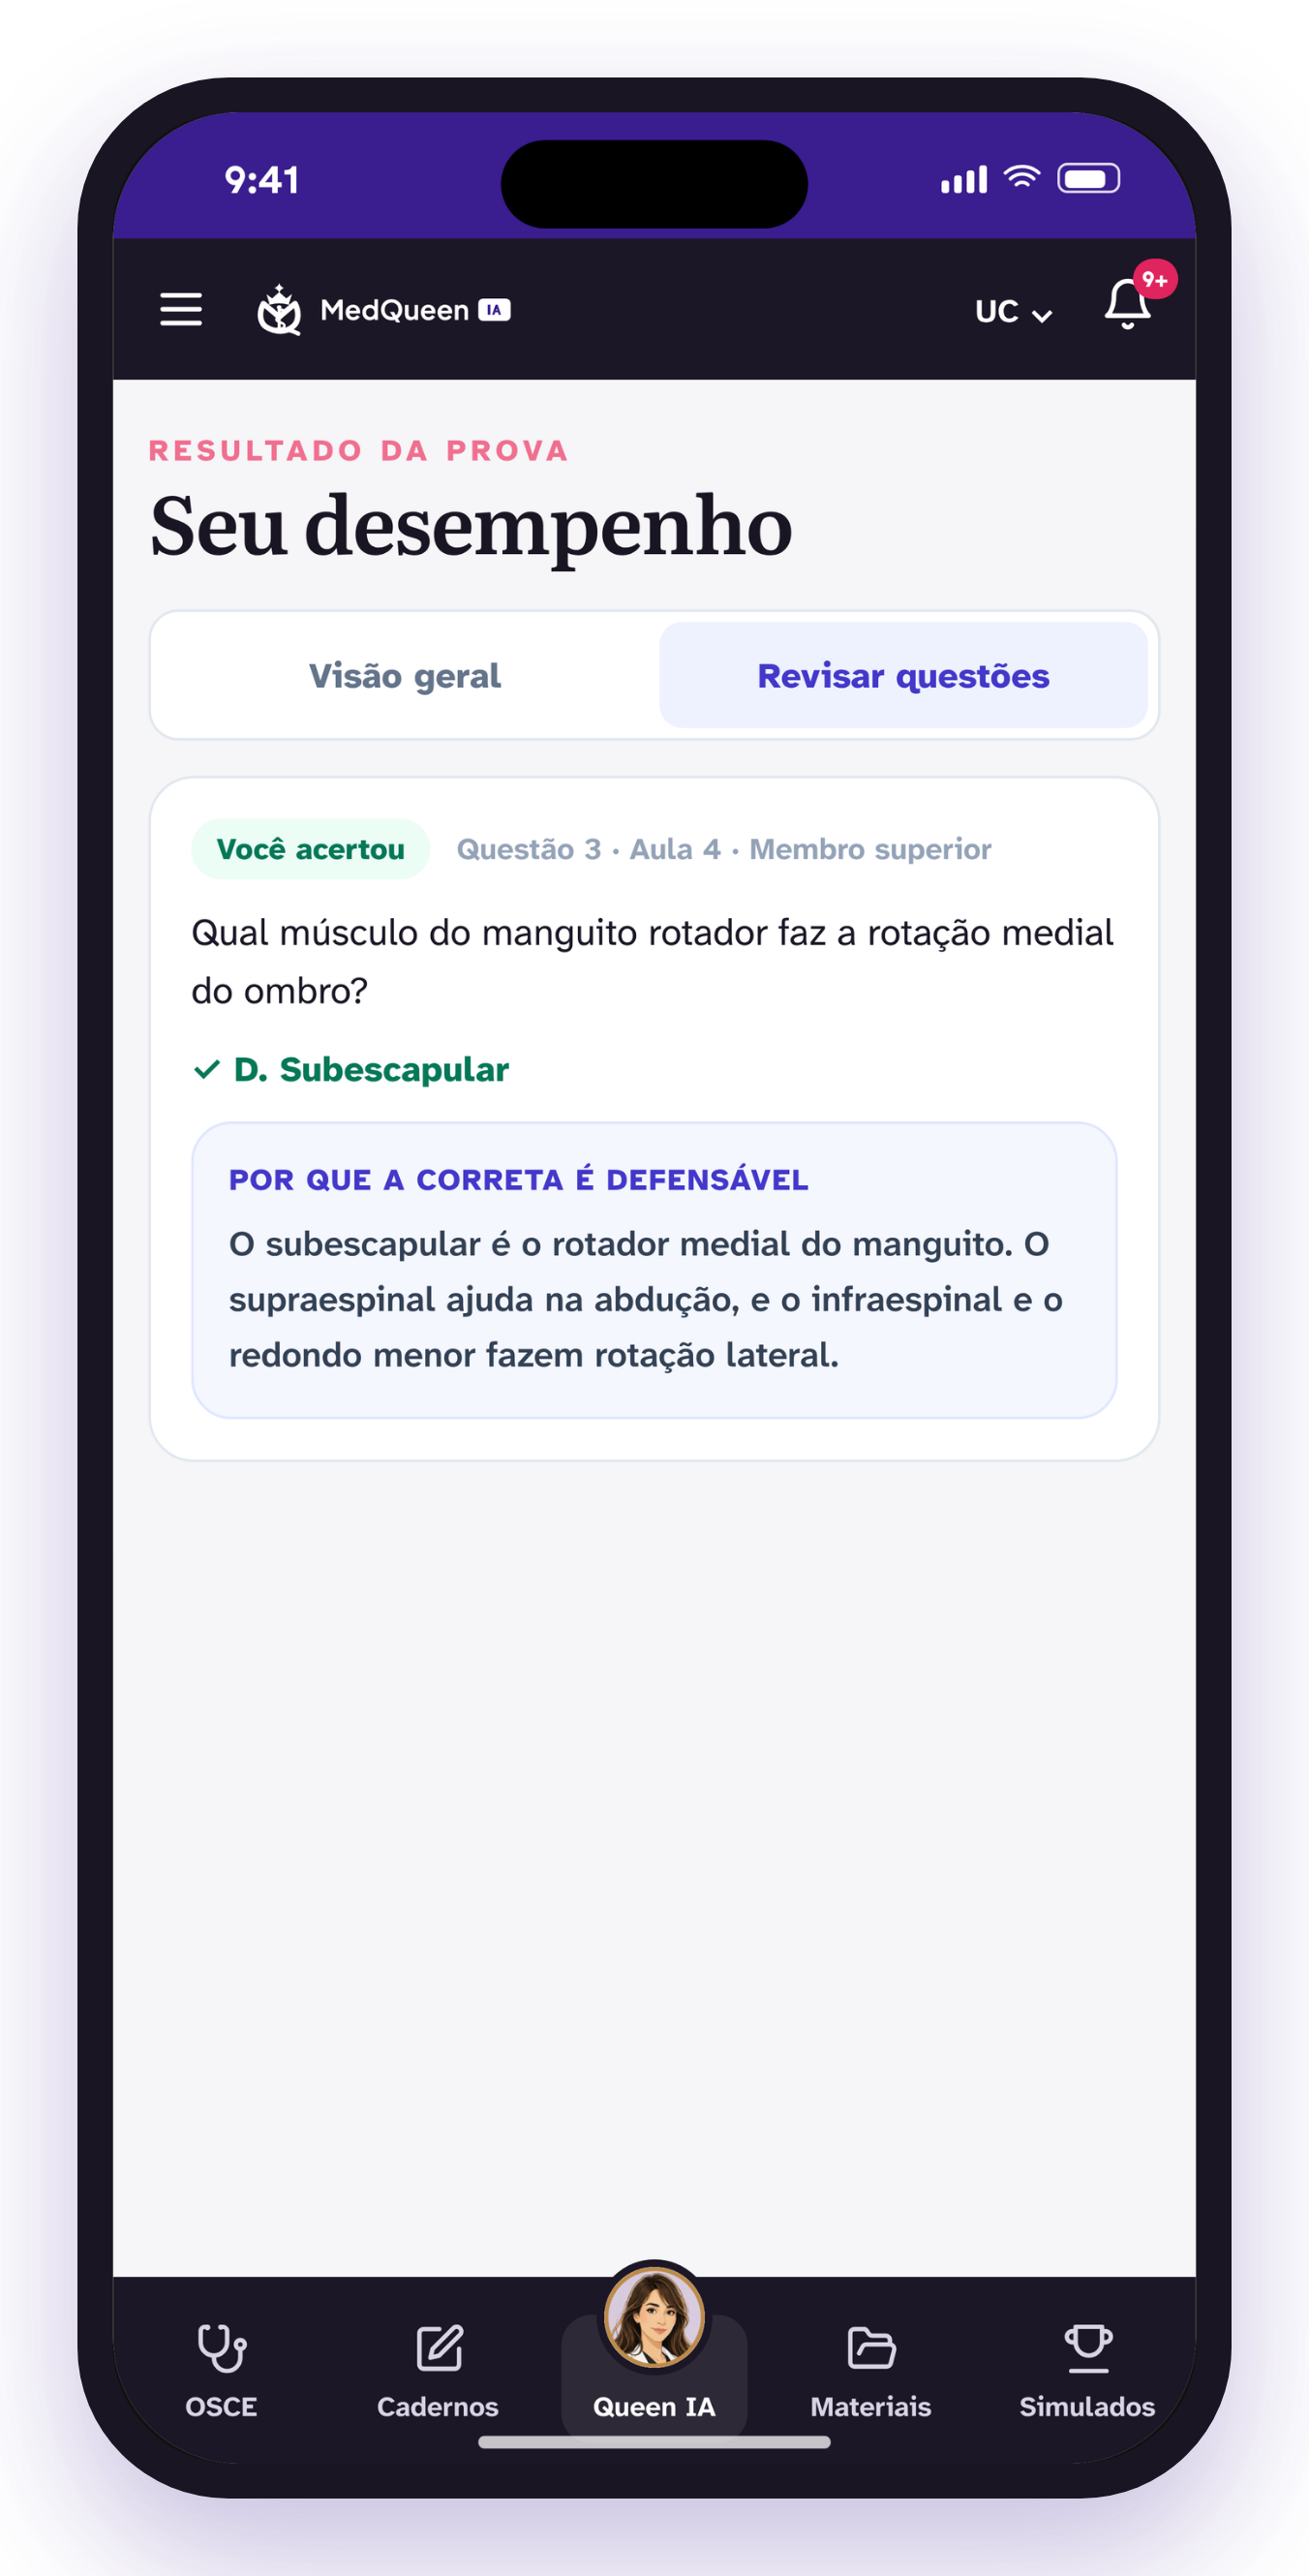 9:41
MedQueen IA
UC
9+
RESULTADO DA PROVA
Seu desempenho
Visão geral
Revisar questões
Você acertou
Questão 3 · Aula 4 · Membro superior
Qual músculo do manguito rotador faz a rotação medial
do ombro?
✓ D. Subescapular
POR QUE A CORRETA É DEFENSÁVEL
O subescapular é o rotador medial do manguito. O
supraespinal ajuda na abdução, e o infraespinal e o
redondo menor fazem rotação lateral.
OSCE
Cadernos
Queen IA
Materiais
Simulados